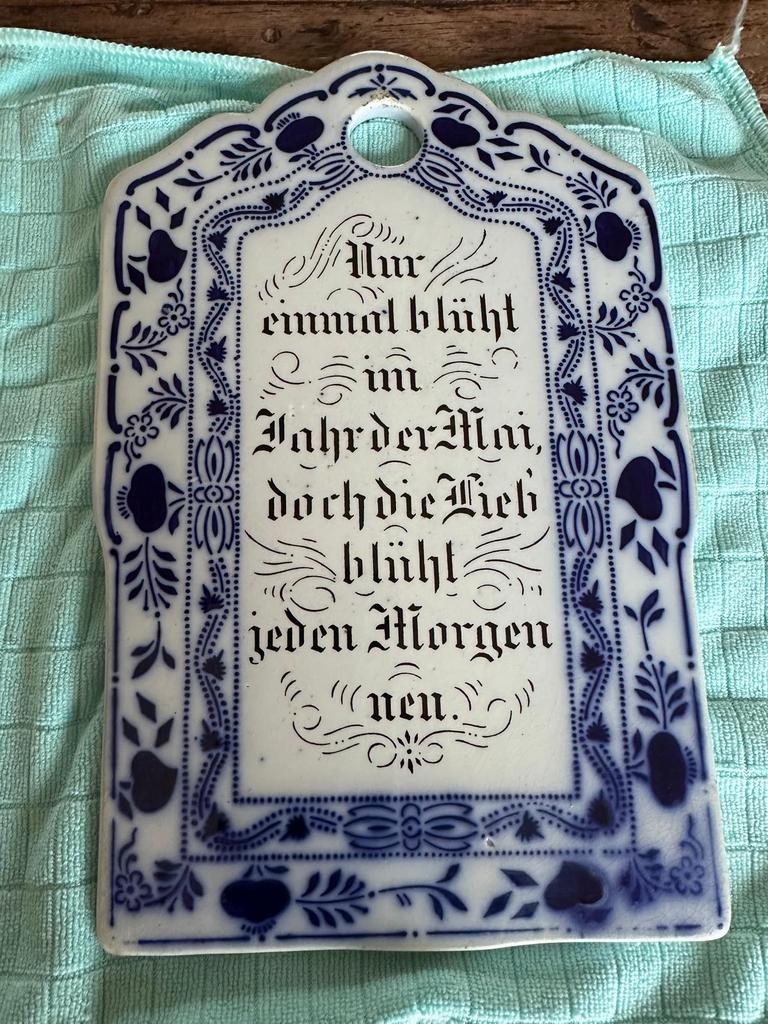 Nur
einmal blüht
im
Jahr der Mai,
doch die Lieb'
blüht
jeden Morgen
neu.